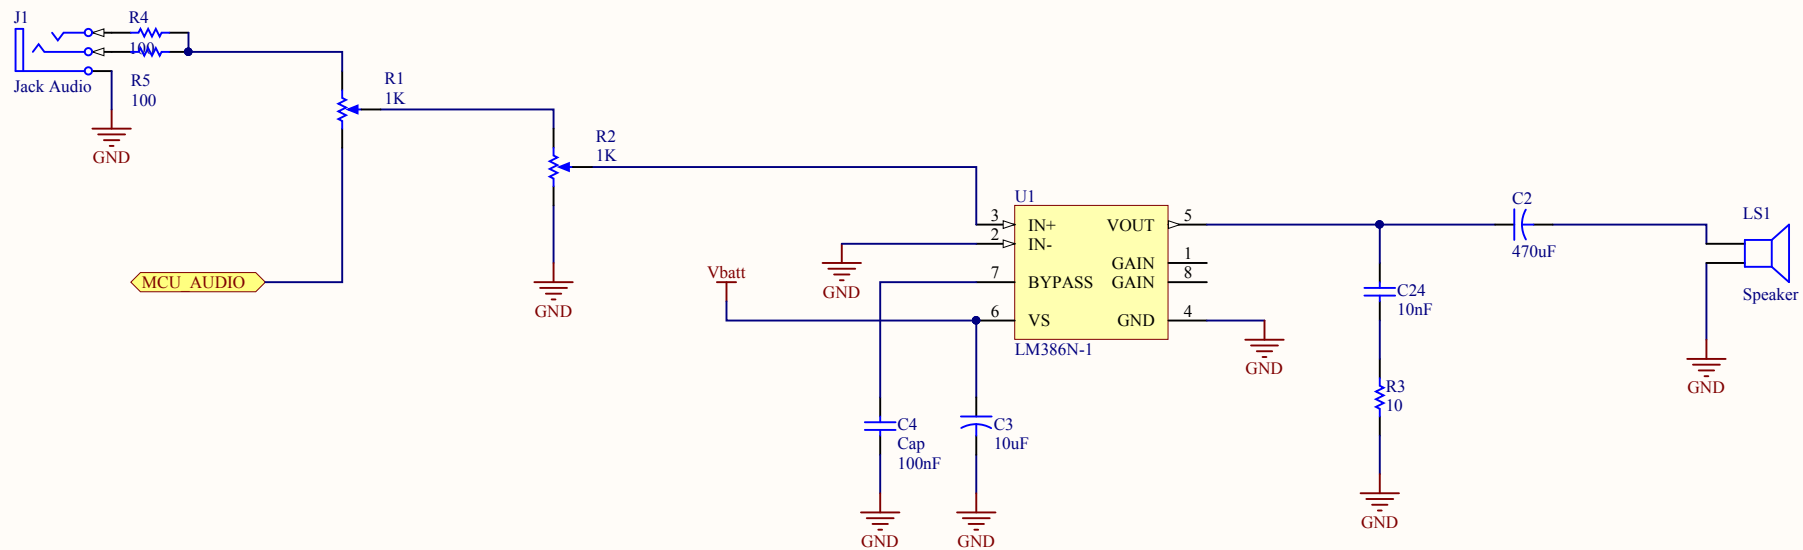 J1
R4
100
R5
100
Jack Audio
GND
R1
1K
R2
1K
MCU_AUDIO
GND
Vbatt
GND
U1
3
IN+
2
IN-
7
BYPASS
6
VS
VOUT
5
GAIN
1
GAIN
8
GND
4
LM386N-1
GND
C4
Cap
100nF
GND
C3
10uF
GND
C2
470uF
C24
10nF
R3
10
GND
LS1
Speaker
GND